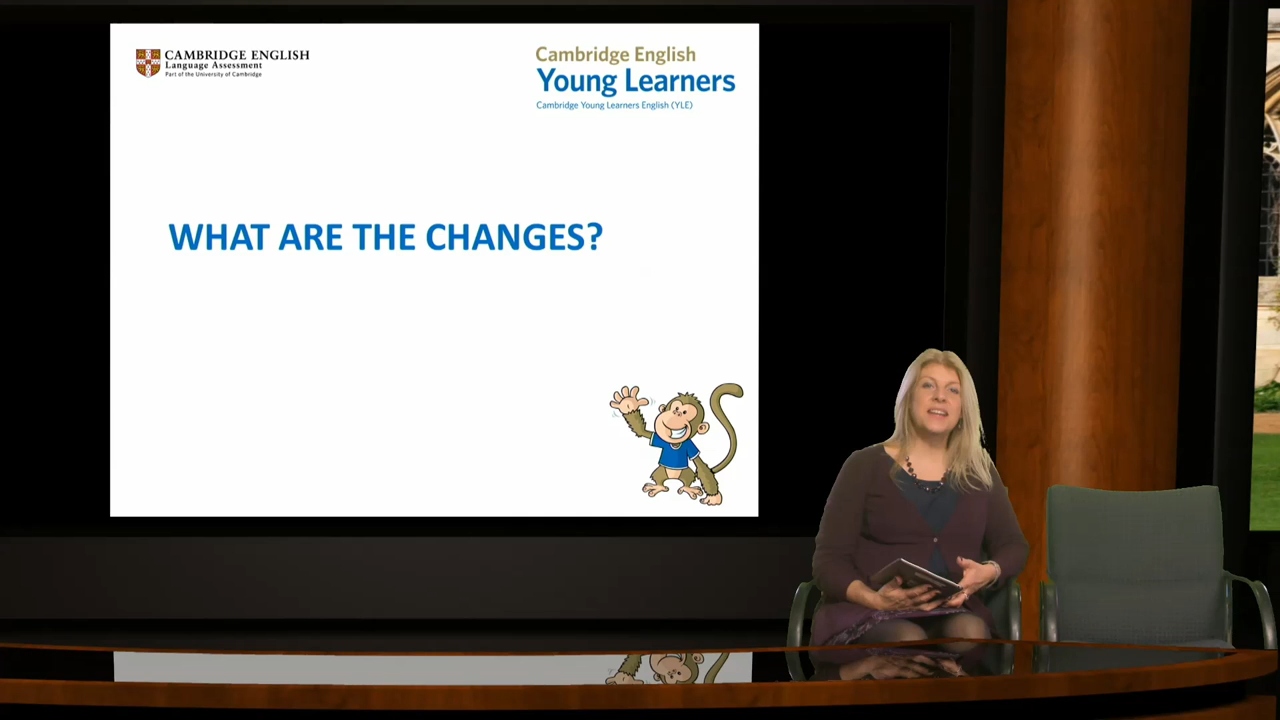 CAMBRIDGE ENGLISH
Language Assessment
Part of the University of Cambridge
Cambridge English
Young Learners
Cambridge Young Learners English (YLE)
WHAT ARE THE CHANGES?